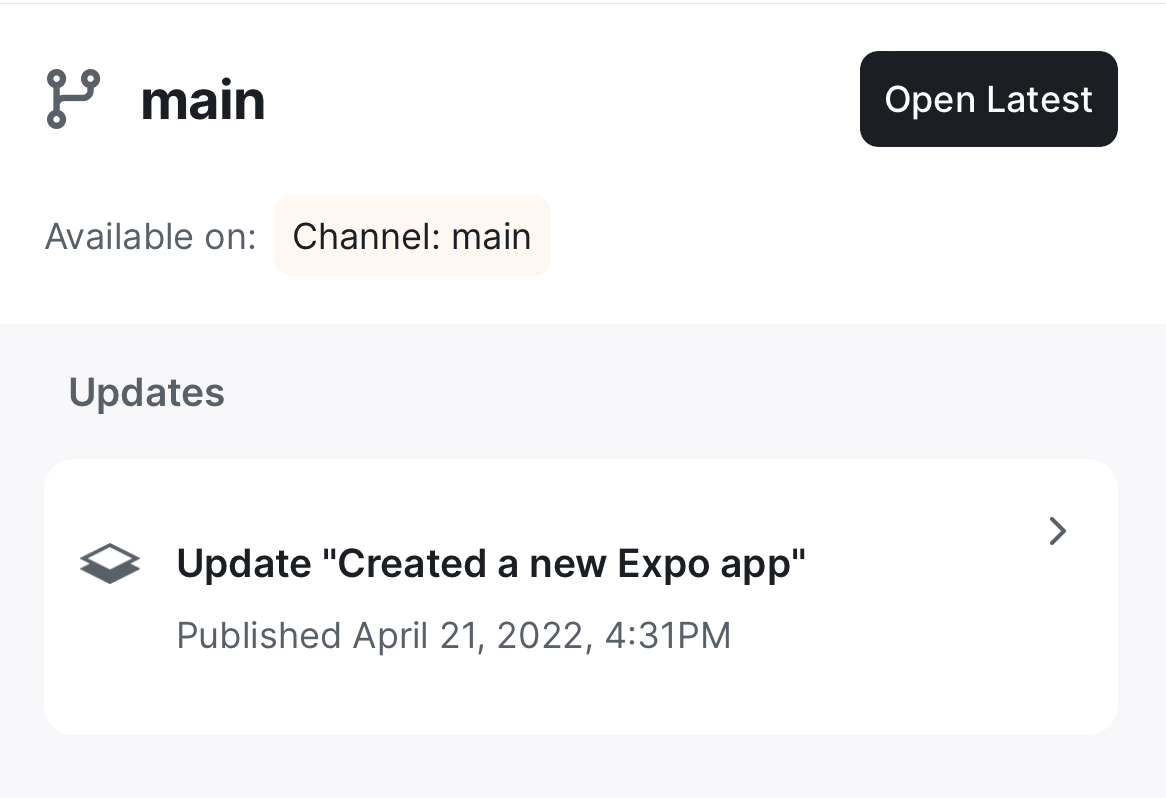 main
Open Latest
Available on: Channel: main
Updates
Update "Created a new Expo app"
Published April 21, 2022, 4:31PM